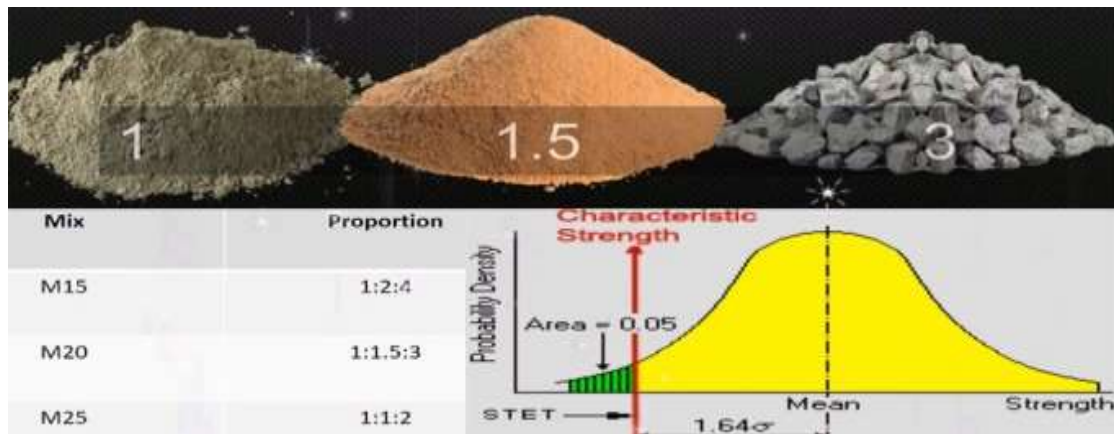 1
1.5
3
Mix Proportion
M15 1:2:4
M20 1:1.5:3
M25 1:1:2
Characteristic
Strength
Probability Density
Area = 0.05
STET
Mean
Strength
1.64σ